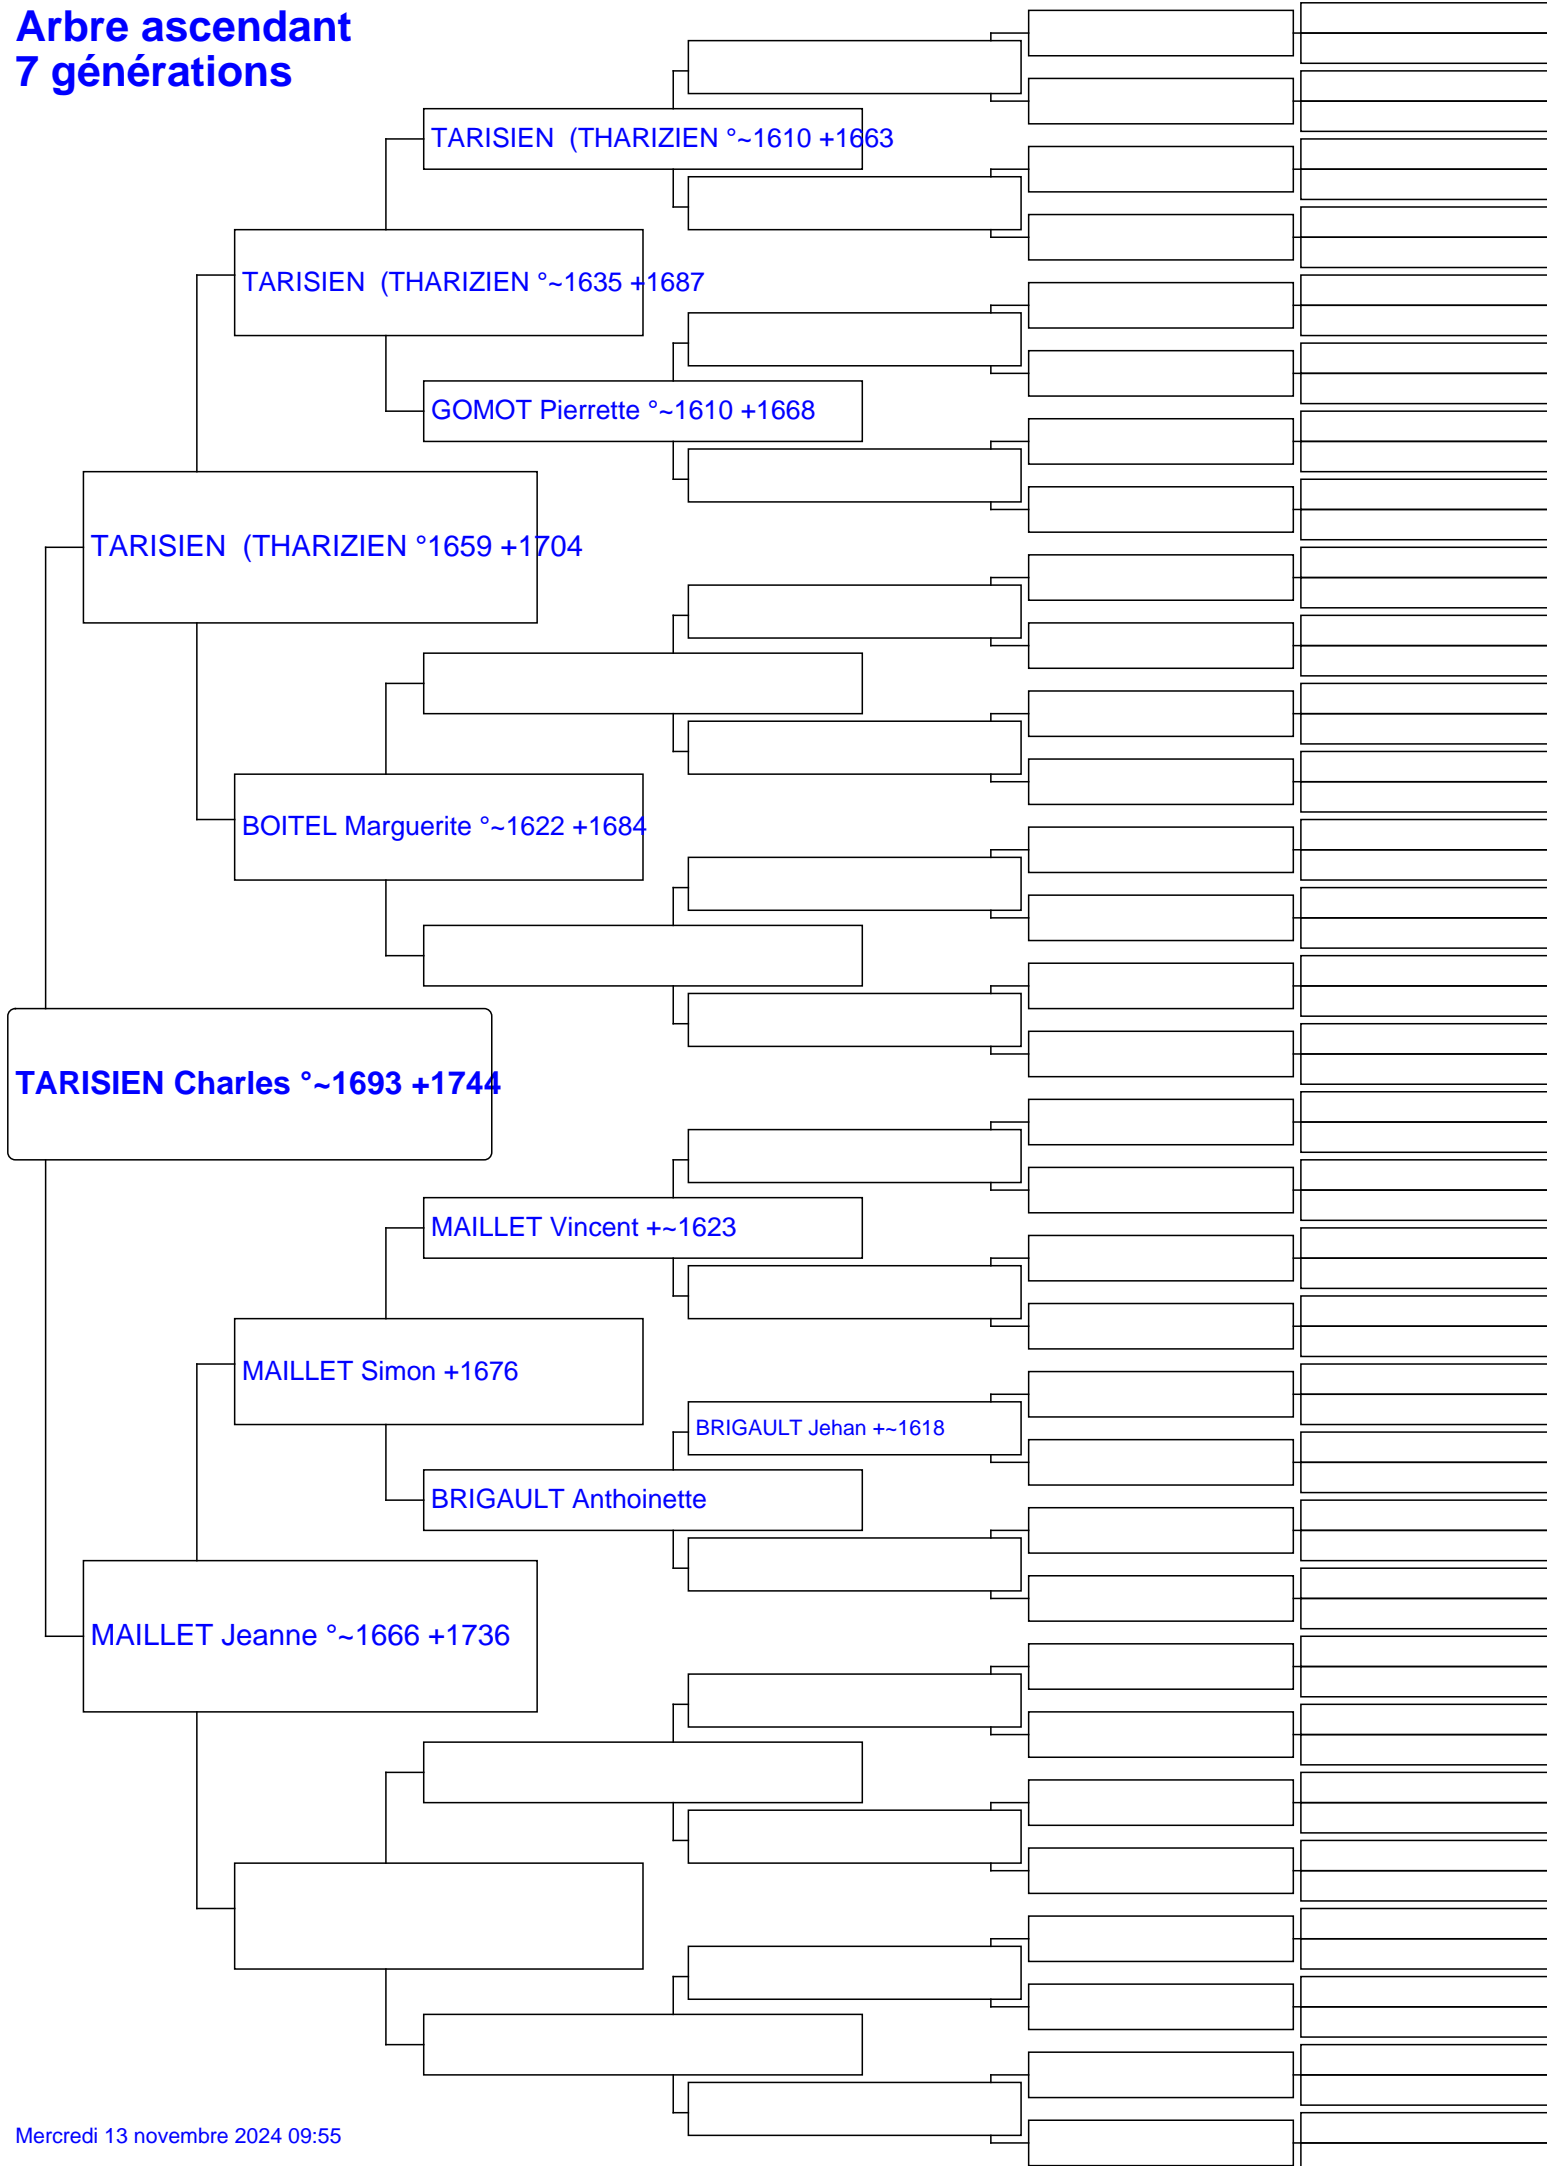 Arbre ascendant
7 générations
TARISIEN  (THARIZIEN °~1610 +1663
TARISIEN  (THARIZIEN °~1635 +1687
GOMOT Pierrette °~1610 +1668
TARISIEN  (THARIZIEN °1659 +1704
BOITEL Marguerite °~1622 +1684
TARISIEN Charles °~1693 +1744
MAILLET Vincent +~1623
MAILLET Simon +1676
BRIGAULT Jehan +~1618
BRIGAULT Anthoinette
MAILLET Jeanne °~1666 +1736
Mercredi 13 novembre 2024 09:55